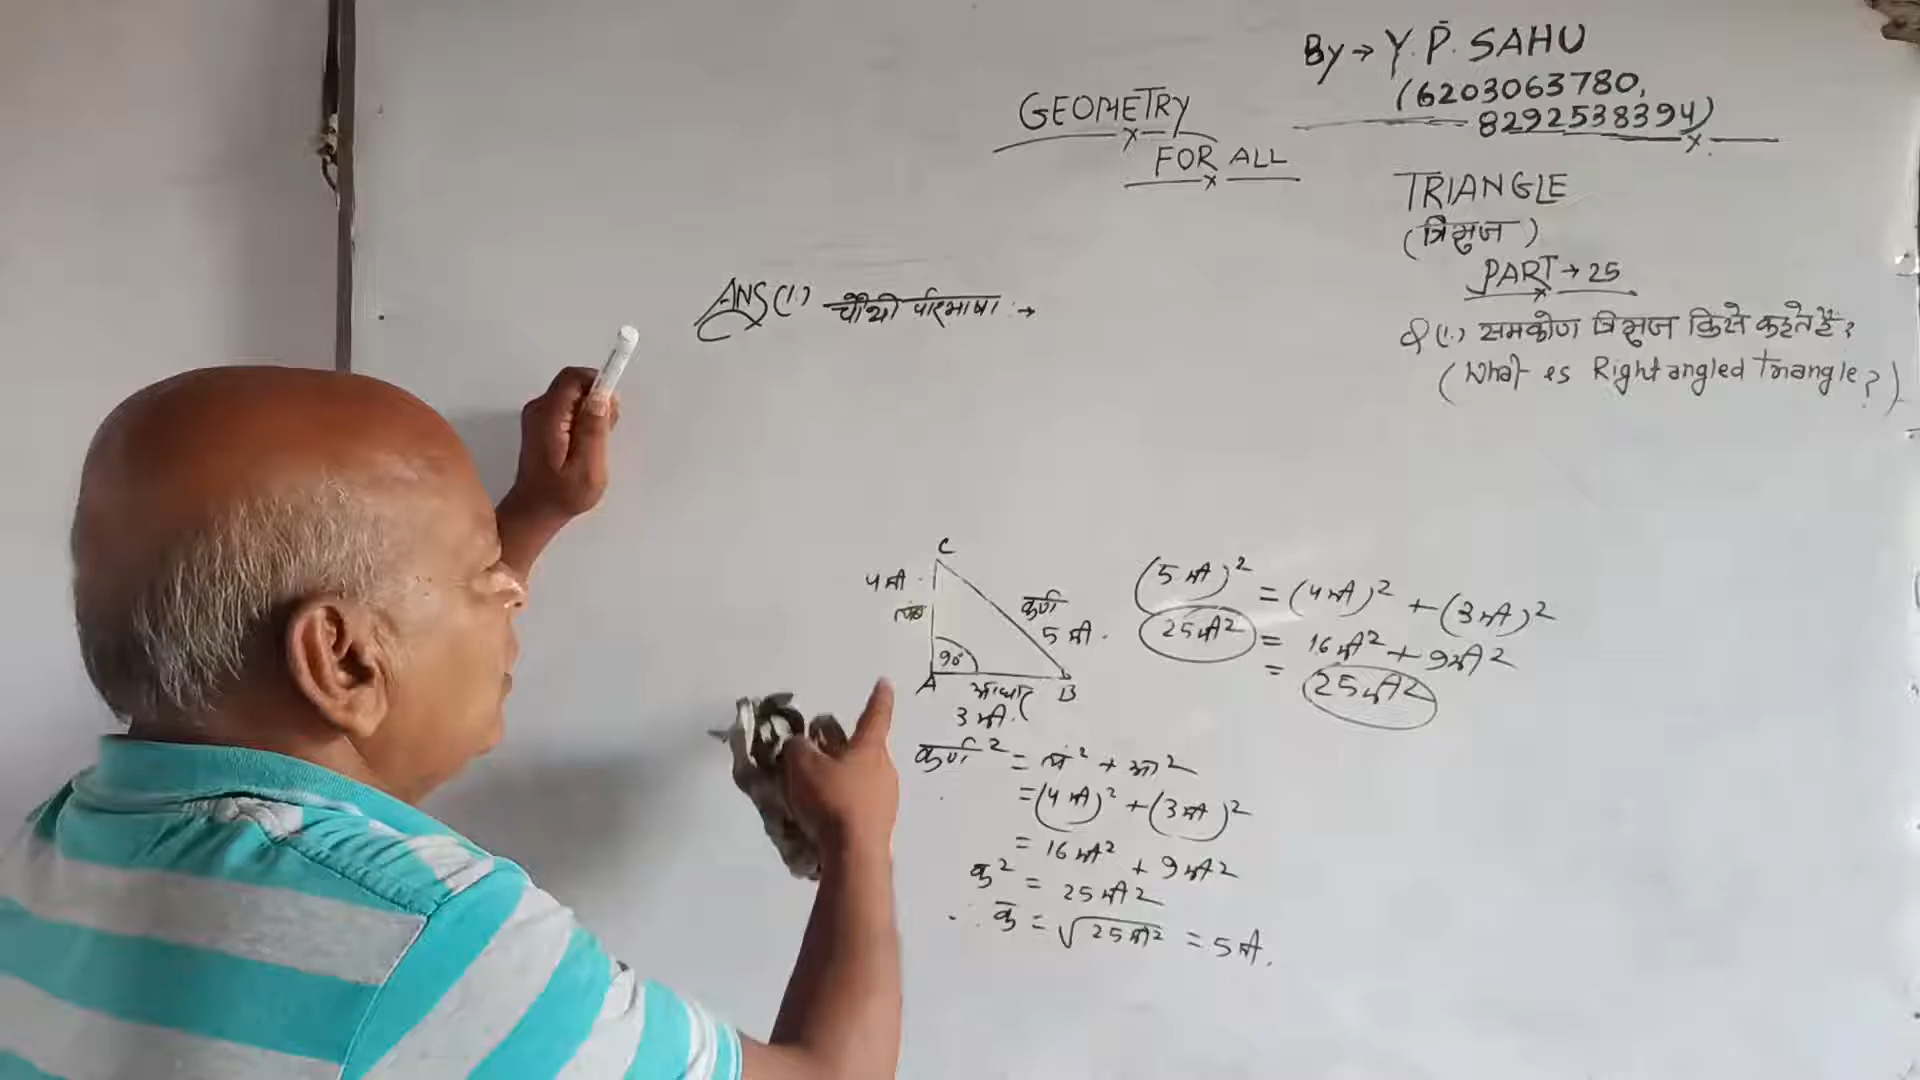 By → Y. P. SAHU
(6203063780,
8292538394)
GEOMETRY
FOR ALL
TRIANGLE
(त्रिभुज)
PART → 25
Q(1.) समकोण त्रिभुज किसे कहते हैं?
(What is Right angled Triangle?)
ANS (1.) चौथी परिभाषा :→
C
4 मी.
लंब
कर्ण
5 मी.
90°
A
आधार
B
3 मी.
(5 मी)² = (4 मी)² + (3 मी)²
25 मी² = 16 मी² + 9 मी²
= 25 मी²
कर्ण² = लं² + आ²
= (4 मी)² + (3 मी)²
= 16 मी² + 9 मी²
क² = 25 मी²
∴ क = √25 मी² = 5 मी.